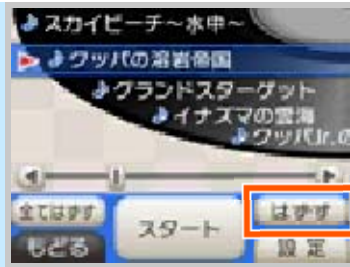 スカイビーチ～水中～
クッパの溶岩帝国
グランドスターゲット
イナズマの雲海
クッパJr.の
全てはずす
スタート
はずす
もどる
設定